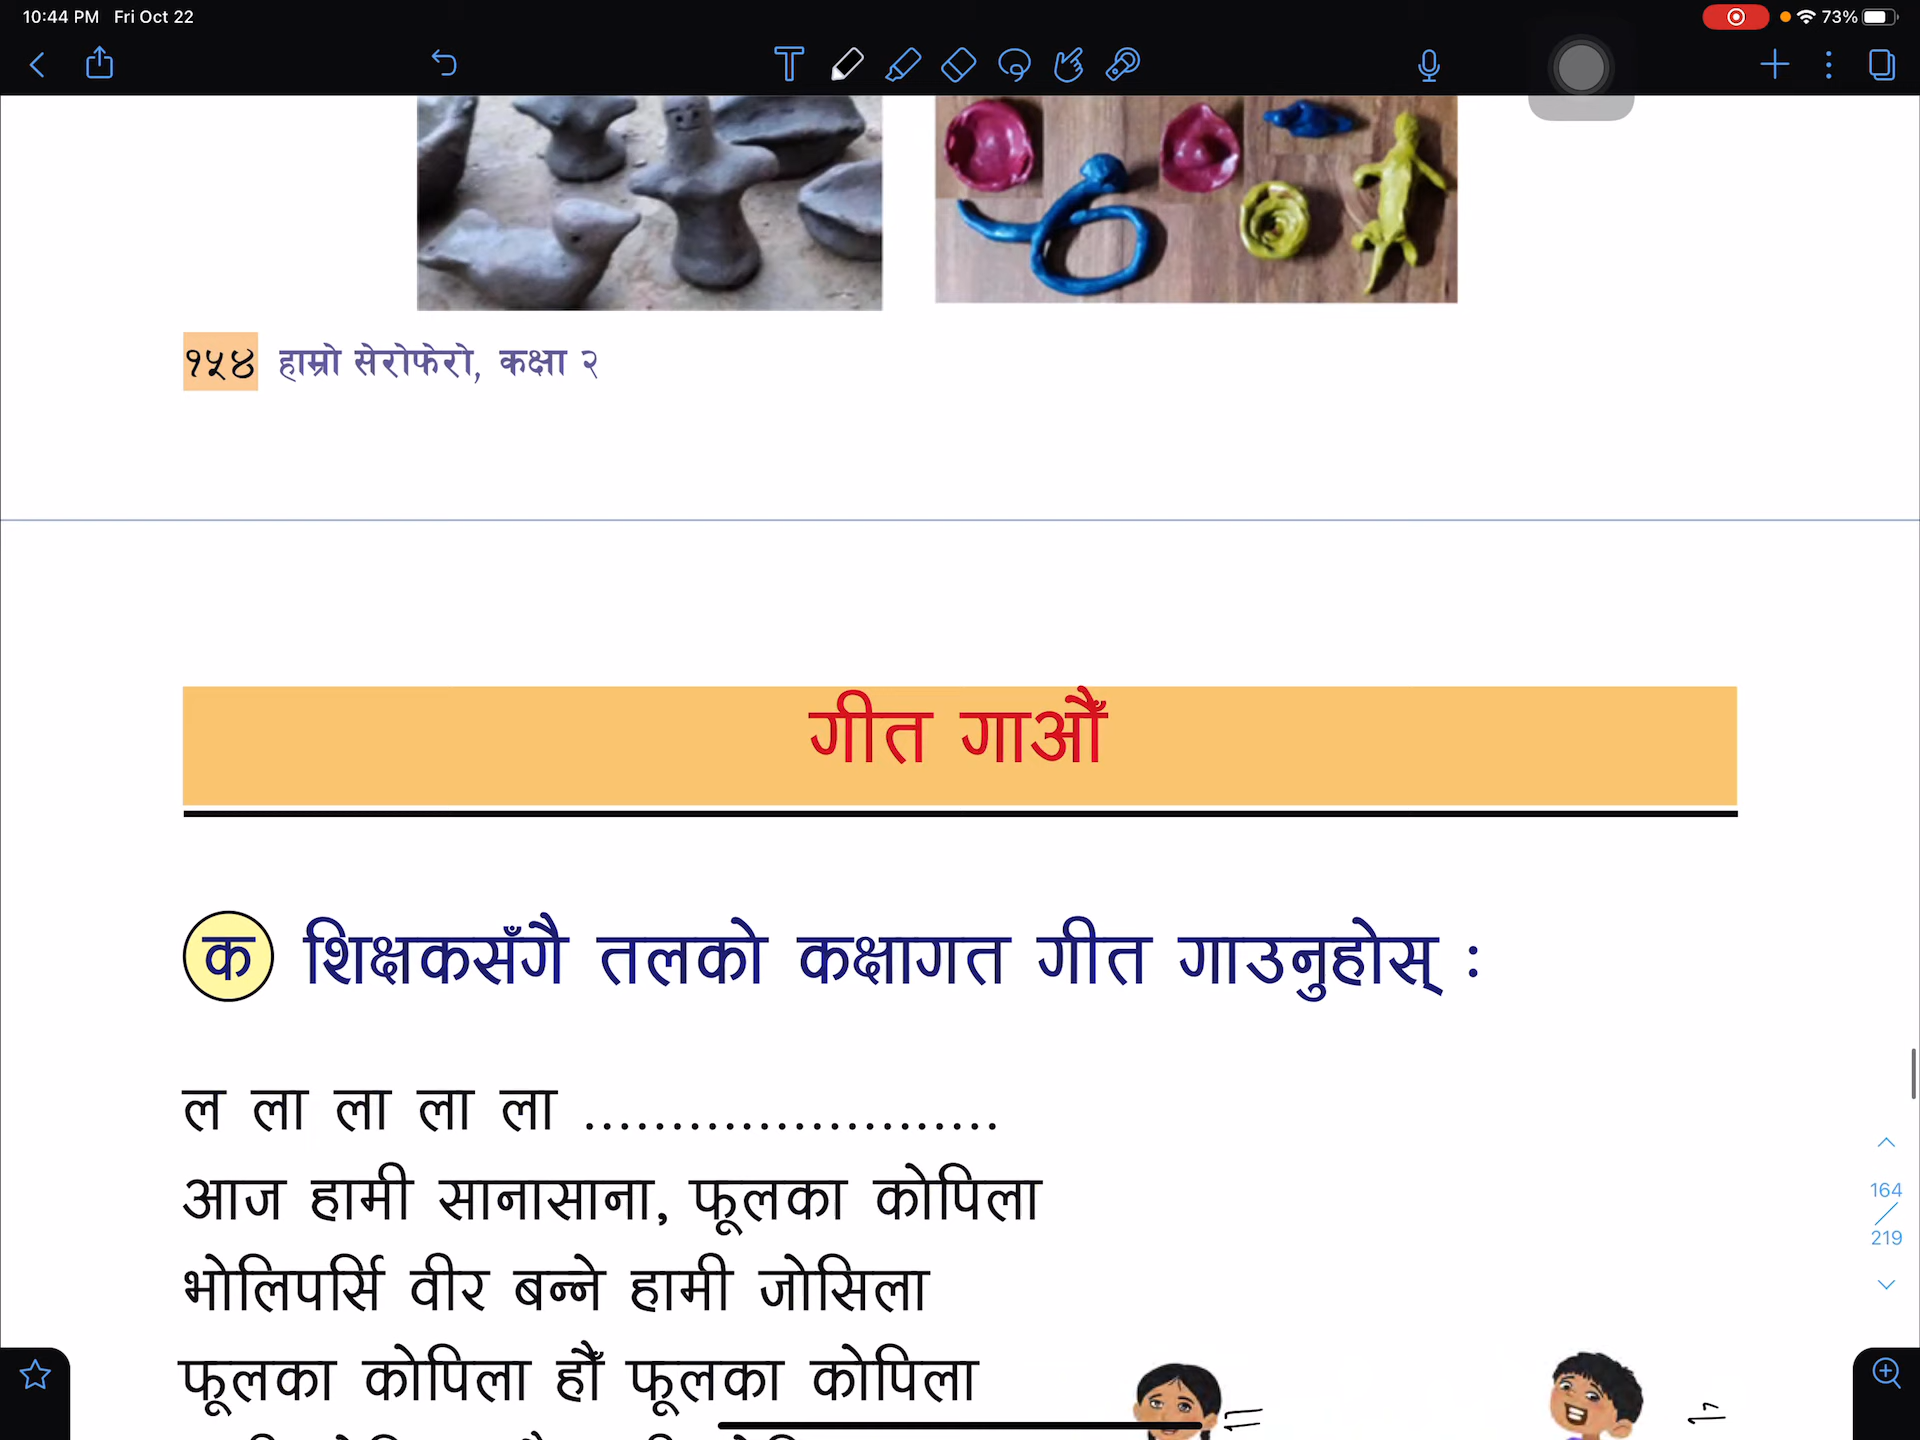 10:44 PM Fri Oct 22
73%
१५४ हाम्रो सेरोफेरो, कक्षा २
गीत गाऔँ
क शिक्षकसँगै तलको कक्षागत गीत गाउनुहोस् :
ल ला ला ला ला .............................
आज हामी सानासाना, फूलका कोपिला
भोलिपर्सि वीर बन्ने हामी जोसिला
फूलका कोपिला हौँ फूलका कोपिला
164
219